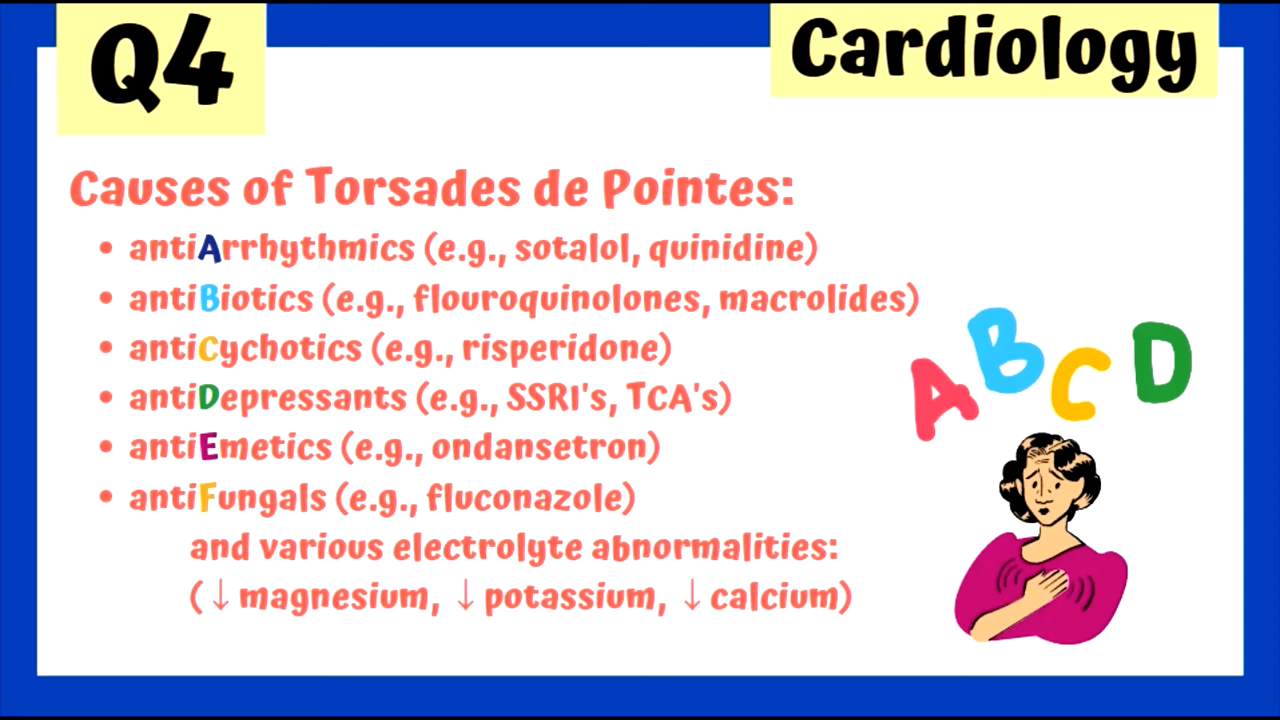 Q4
Cardiology
Causes of Torsades de Pointes:
• antiArrhythmics (e.g., sotalol, quinidine)
• antiBiotics (e.g., flouroquinolones, macrolides)
• antiCychotics (e.g., risperidone)
• antiDepressants (e.g., SSRI's, TCA's)
• antiEmetics (e.g., ondansetron)
• antiFungals (e.g., fluconazole)
and various electrolyte abnormalities:
(↓magnesium, ↓potassium, ↓calcium)
A B C D